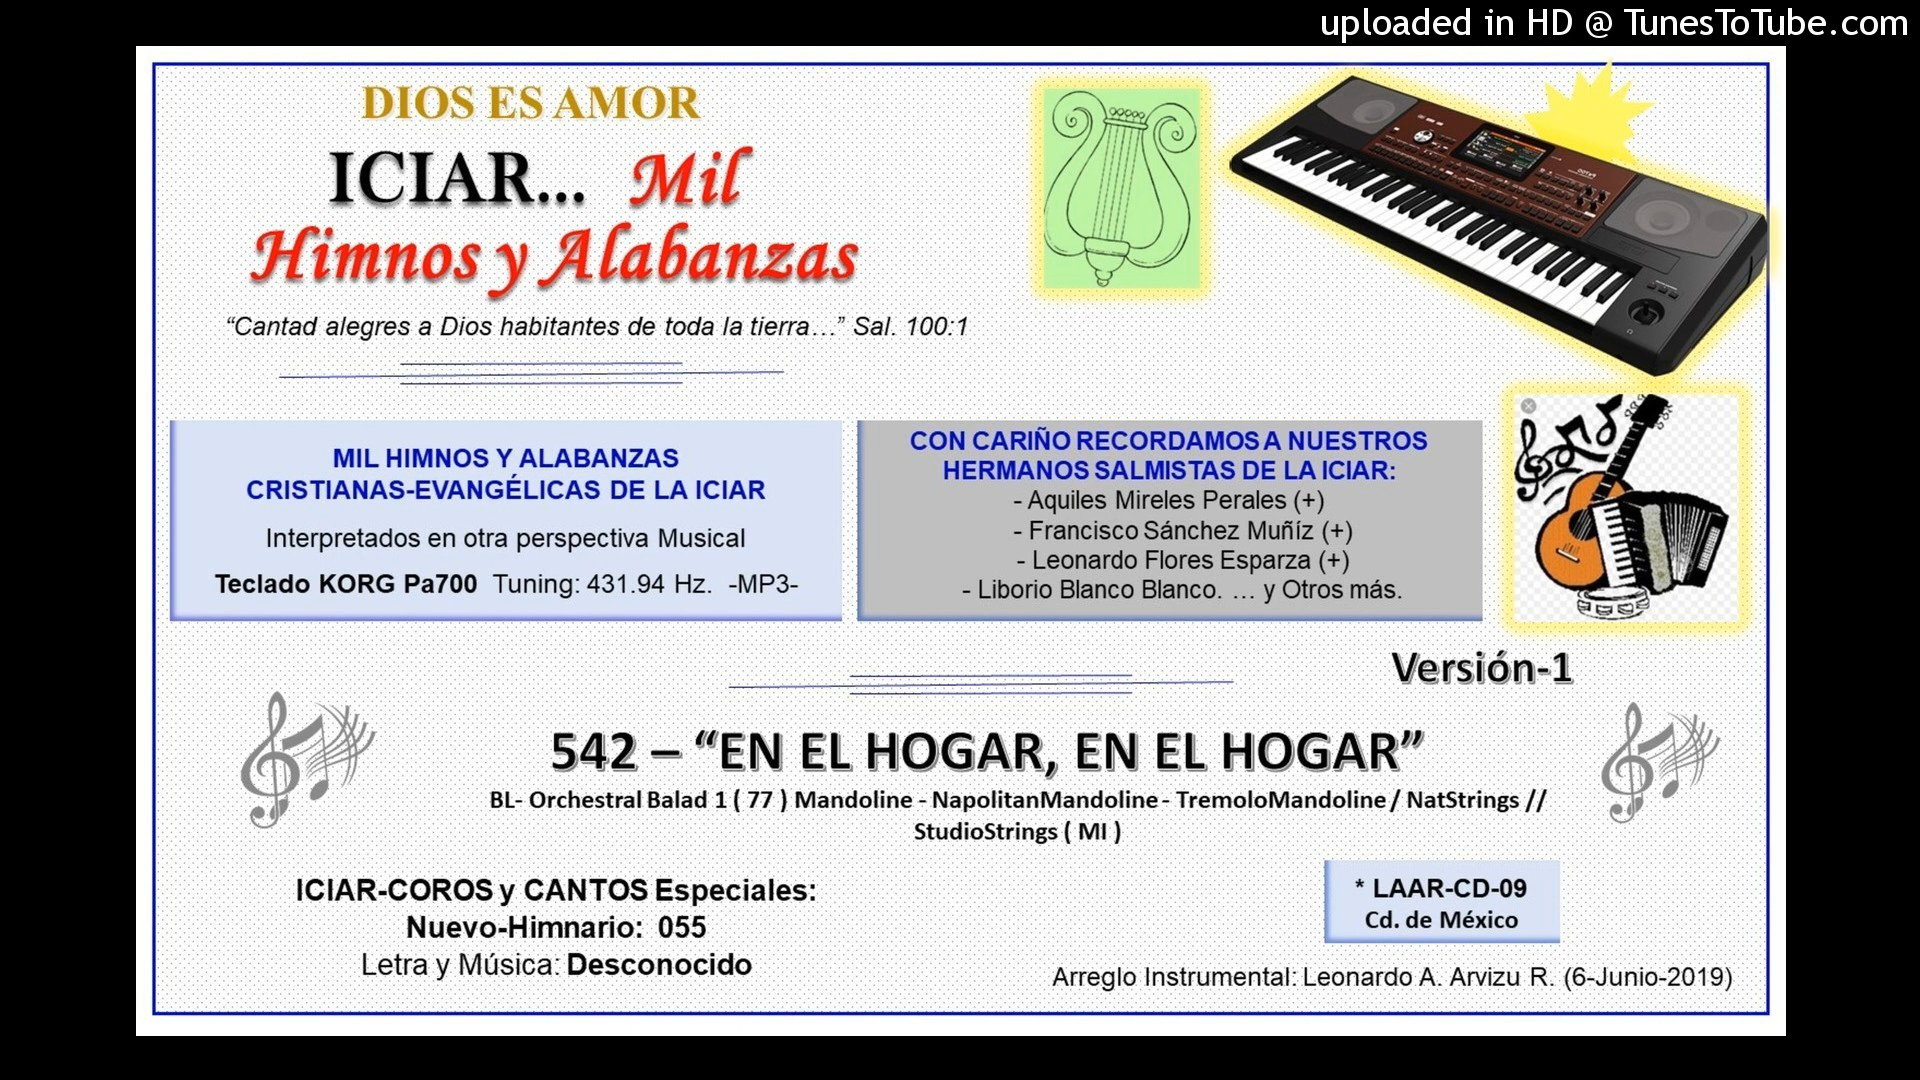 uploaded in HD @ TunesToTube.com
DIOS ES AMOR
ICIAR... Mil
Himnos y Alabanzas
“Cantad alegres a Dios habitantes de toda la tierra…” Sal. 100:1
MIL HIMNOS Y ALABANZAS
CRISTIANAS-EVANGÉLICAS DE LA ICIAR
Interpretados en otra perspectiva Musical
Teclado KORG Pa700 Tuning: 431.94 Hz. -MP3-
CON CARIÑO RECORDAMOS A NUESTROS
HERMANOS SALMISTAS DE LA ICIAR:
- Aquiles Mireles Perales (+)
- Francisco Sánchez Muñíz (+)
- Leonardo Flores Esparza (+)
- Liborio Blanco Blanco. … y Otros más.
Versión-1
542 – “EN EL HOGAR, EN EL HOGAR”
BL- Orchestral Balad 1 ( 77 ) Mandoline - NapolitanMandoline - TremoloMandoline / NatStrings //
StudioStrings ( MI )
ICIAR-COROS y CANTOS Especiales:
Nuevo-Himnario: 055
Letra y Música: Desconocido
* LAAR-CD-09
Cd. de México
Arreglo Instrumental: Leonardo A. Arvizu R. (6-Junio-2019)